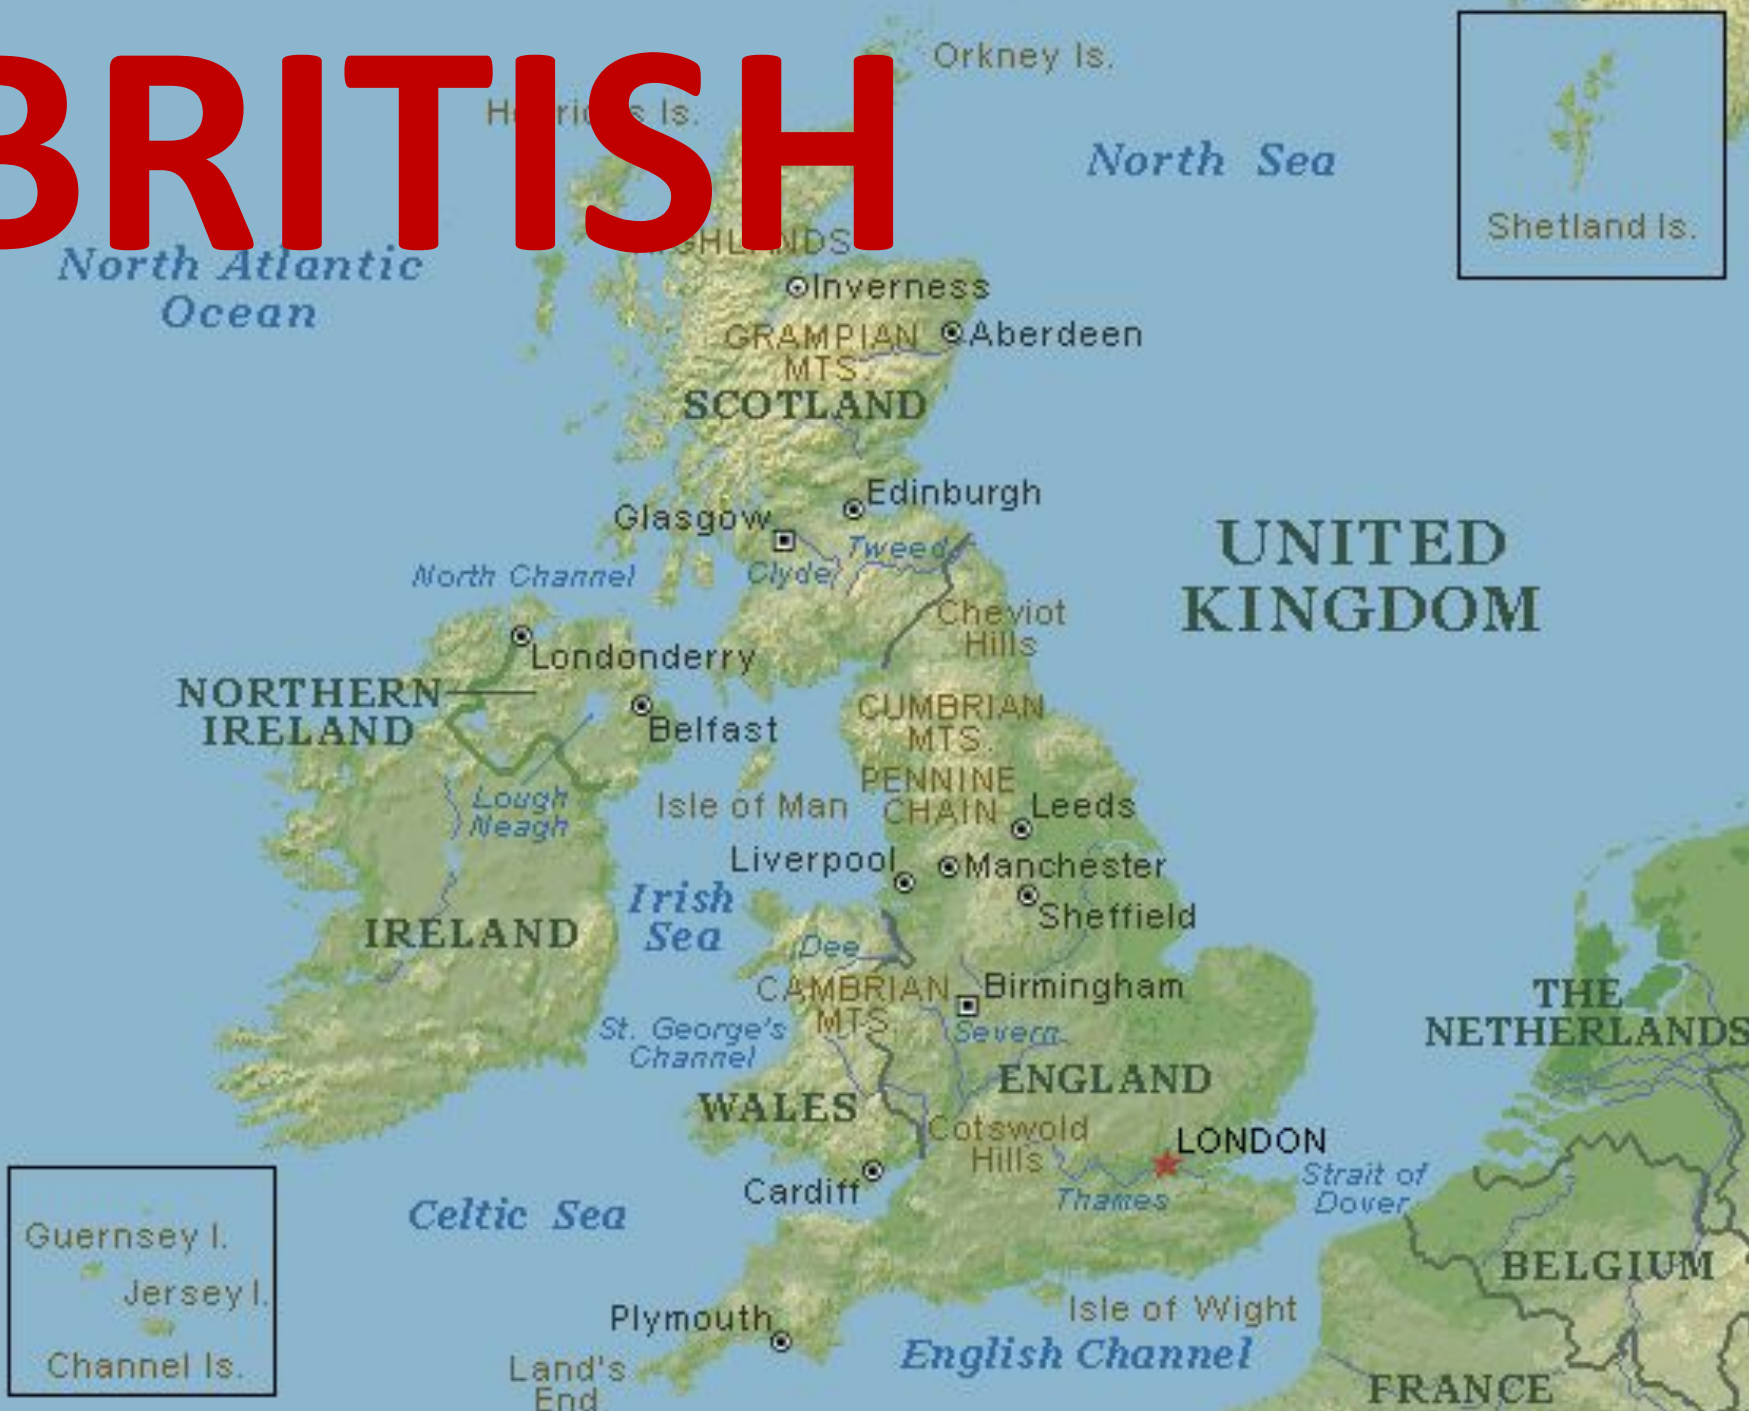 BRITISH
Orkney Is.
North Sea
Shetland Is.
North Atlantic
Ocean
Inverness
GRAMPIAN
MTS.
Aberdeen
SCOTLAND
Edinburgh
Glasgow
Tweed
Clyde
North Channel
UNITED
KINGDOM
Cheviot
Hills
Londonderry
NORTHERN
IRELAND
Belfast
CUMBRIAN
MTS.
PENNINE
CHAIN
Isle of Man
Lough
Neagh
Leeds
Liverpool
Manchester
Sheffield
Irish
Sea
IRELAND
Dee
CAMBRIAN
MTS.
Birmingham
Severn
St. George's
Channel
THE
NETHERLANDS
ENGLAND
WALES
Cotswold
Hills
LONDON
Thames
Strait of
Dover
Cardiff
Celtic Sea
Guernsey I.
Jersey I.
Channel Is.
BELGIUM
Plymouth
Isle of Wight
English Channel
Land's
End
FRANCE